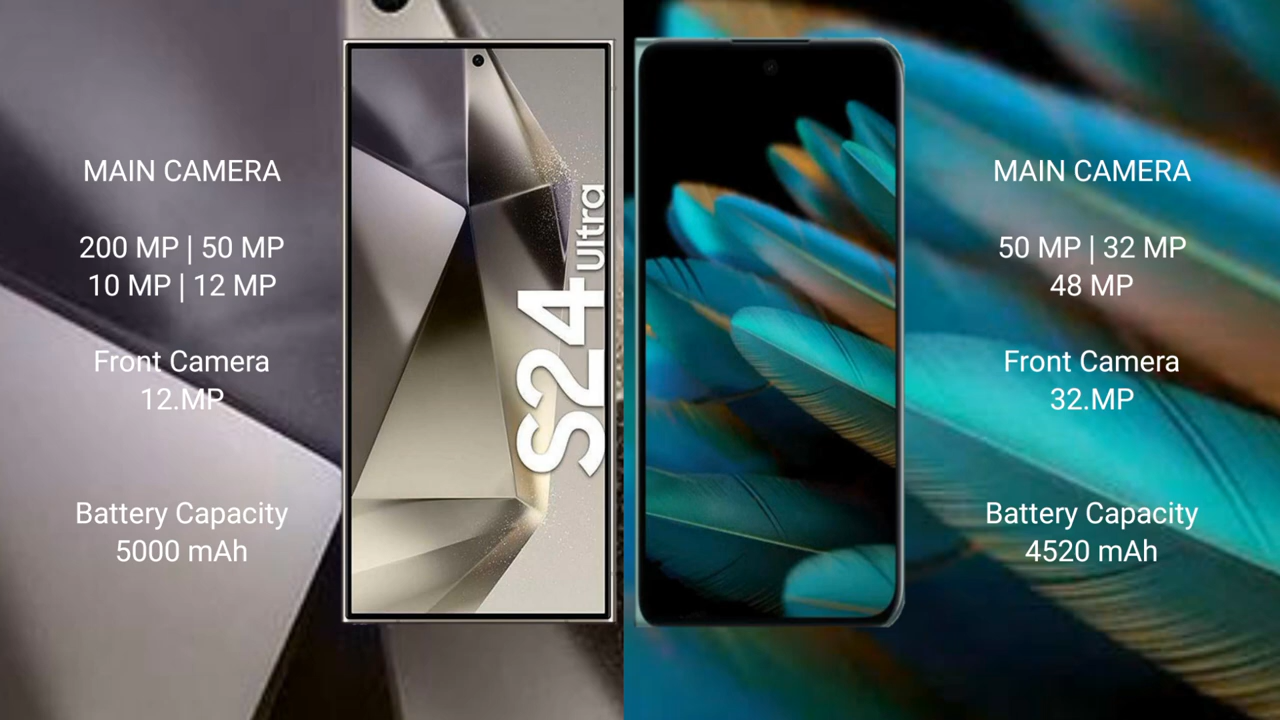 MAIN CAMERA
200 MP | 50 MP
10 MP | 12 MP
Front Camera
12.MP
Battery Capacity
5000 mAh
S24 Ultra
MAIN CAMERA
50 MP | 32 MP
48 MP
Front Camera
32.MP
Battery Capacity
4520 mAh